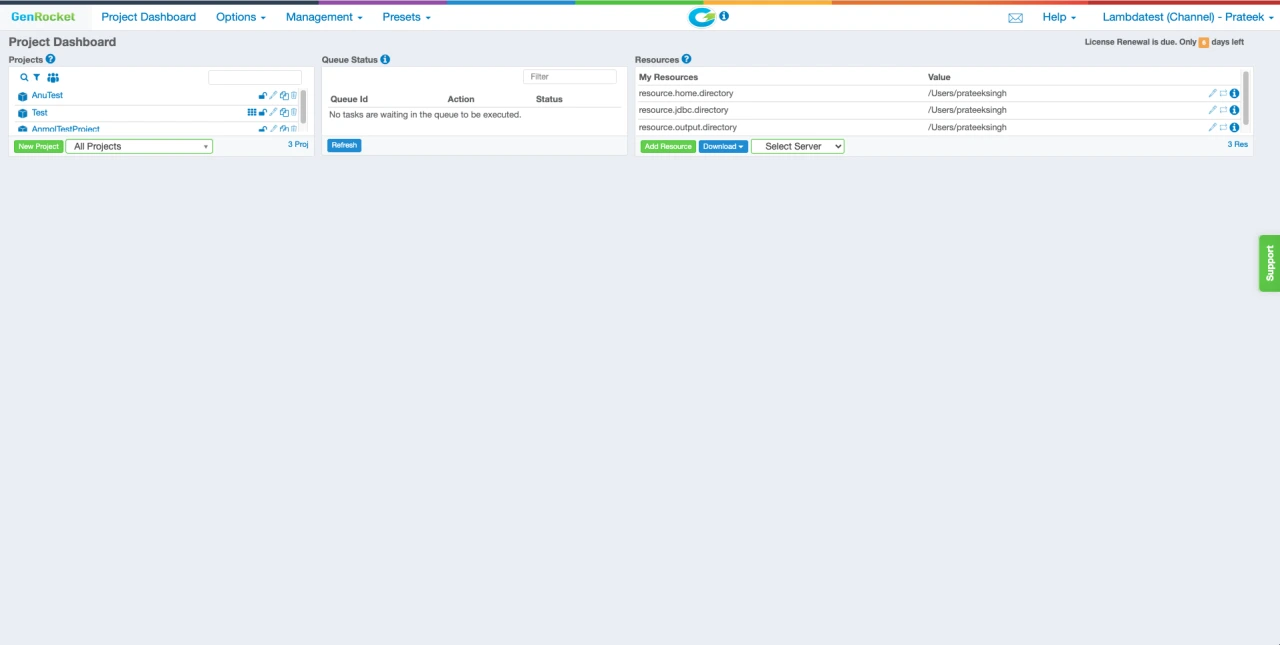 GenRocket Project Dashboard Options Management Presets Help Lambdatest (Channel) - Prateek
Project Dashboard
License Renewal is due. Only days left
Projects
AnuTest
Test
AnmolTestProject
New Project All Projects 3 Proj
Queue Status
Filter
Queue Id Action Status
No tasks are waiting in the queue to be executed.
Refresh
Resources
My Resources Value
resource.home.directory /Users/prateeksingh
resource.jdbc.directory /Users/prateeksingh
resource.output.directory /Users/prateeksingh
Add Resource Download Select Server 3 Res
Support